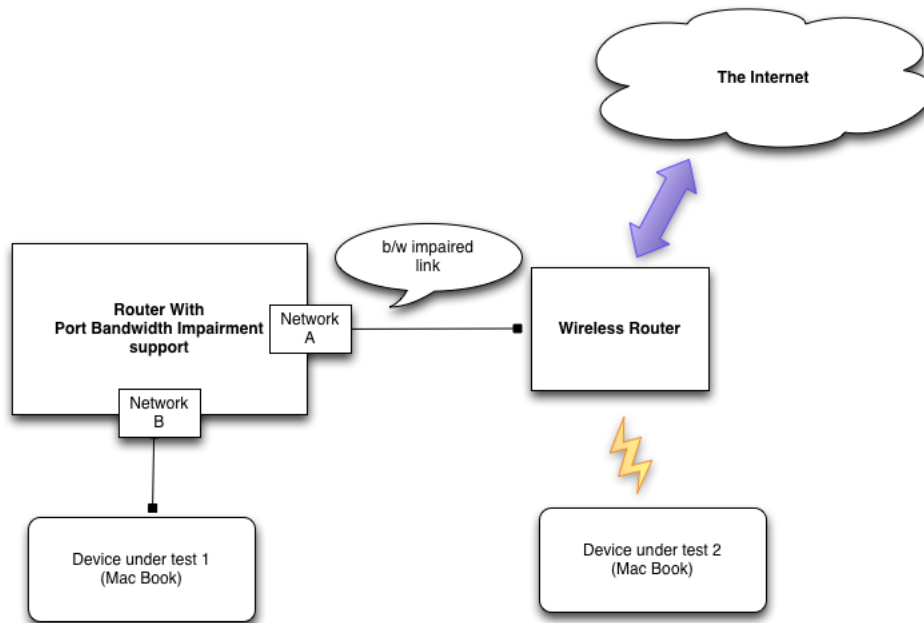 The Internet
b/w impaired
link
Router With
Port Bandwidth Impairment
support
Network
A
Wireless Router
Network
B
Device under test 1
(Mac Book)
Device under test 2
(Mac Book)